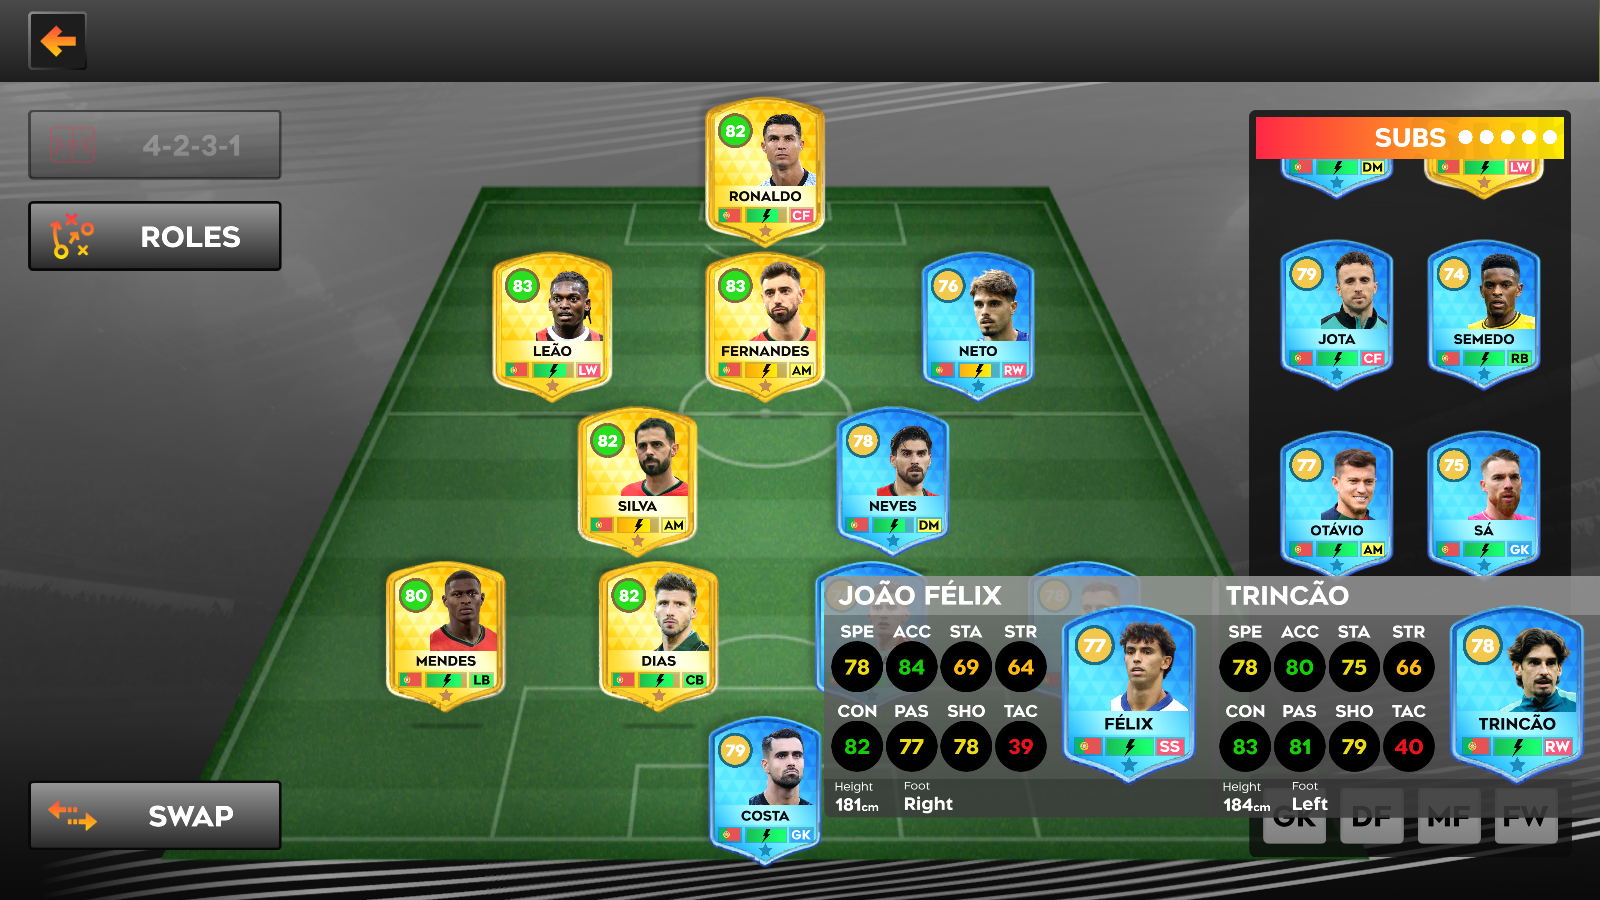 4-2-3-1
ROLES
SWAP
82
RONALDO
CF
83
LEÃO
LW
83
FERNANDES
AM
76
NETO
RW
82
SILVA
AM
78
NEVES
DM
80
MENDES
LB
82
DIAS
CB
78
79
COSTA
GK
SUBS
DM
LW
79
JOTA
CF
74
SEMEDO
RB
77
OTÁVIO
AM
75
SÁ
GK
JOÃO FÉLIX
SPE ACC STA STR
78 84 69 64
CON PAS SHO TAC
82 77 78 39
Height Foot
181cm Right
77
FÉLIX
SS
TRINCÃO
SPE ACC STA STR
78 80 75 66
CON PAS SHO TAC
83 81 79 40
Height Foot
184cm Left
78
TRINCÃO
RW
GK DF MF FW